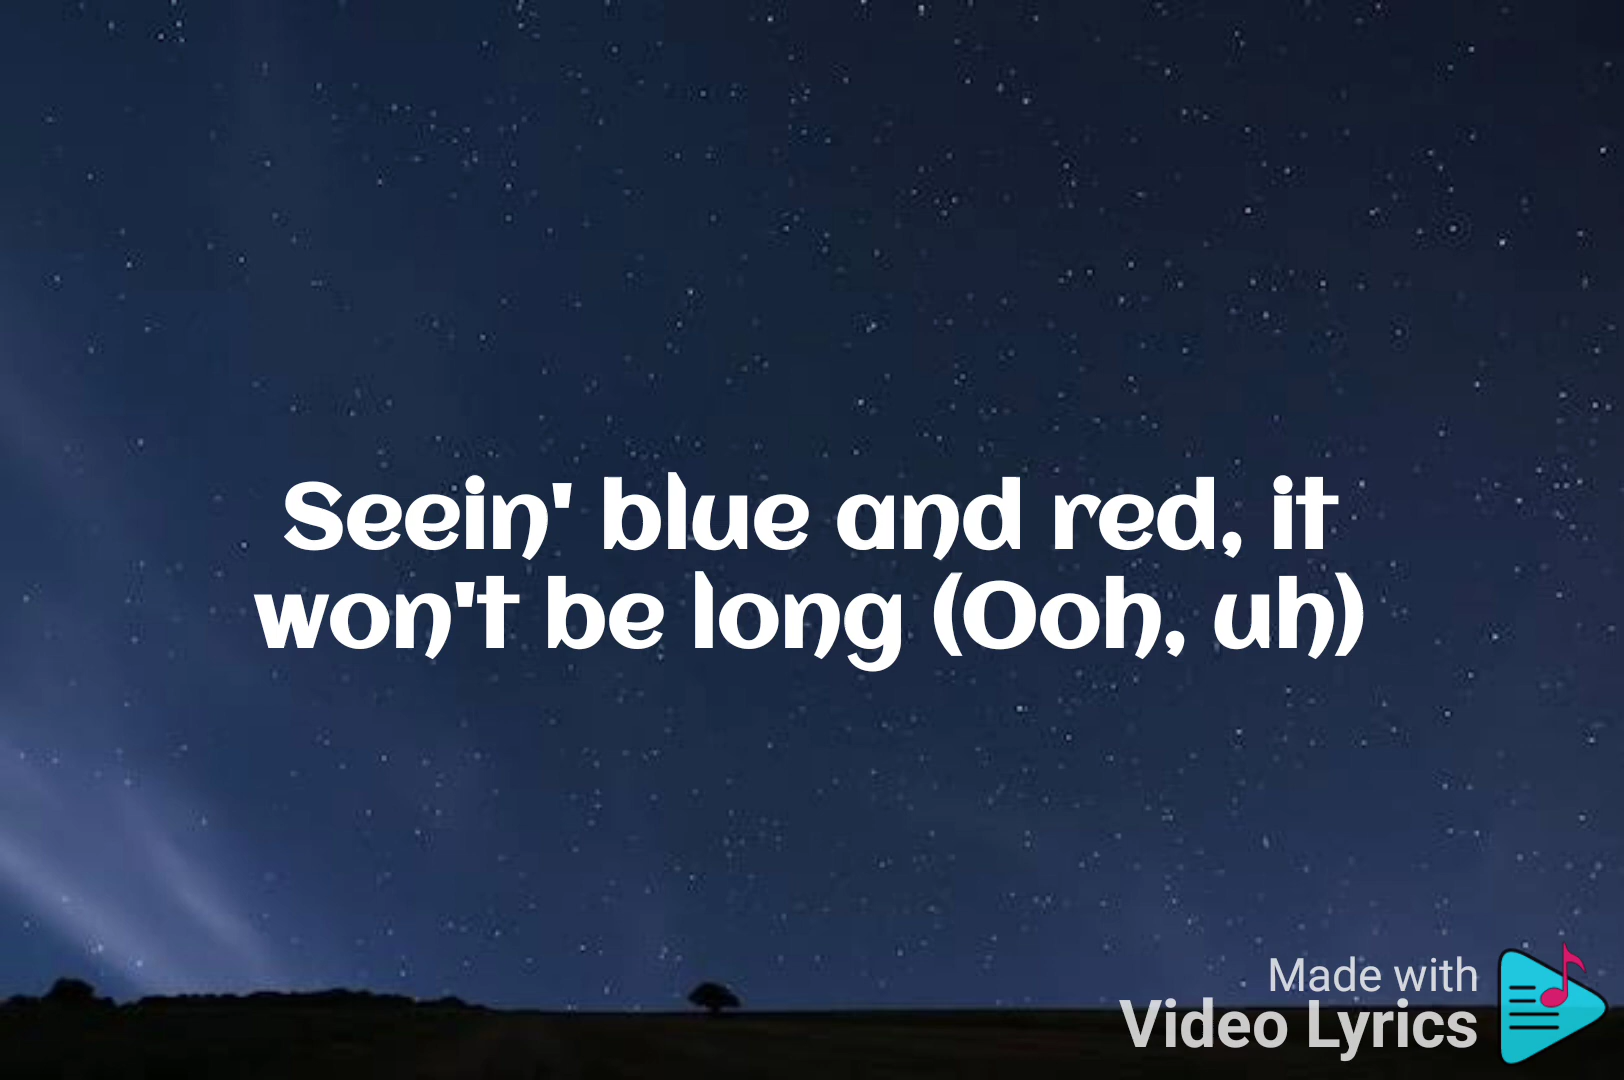 Seein' blue and red, it
won't be long (Ooh, uh)
Made with
Video Lyrics